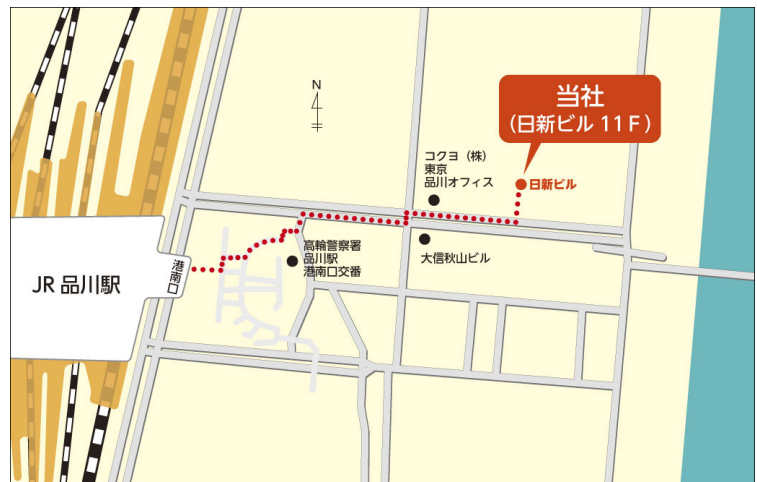 N
当社
(日新ビル 11F)
コクヨ（株）
東京
品川オフィス
日新ビル
大信秋山ビル
高輪警察署
品川駅
港南口交番
港南口
JR 品川駅